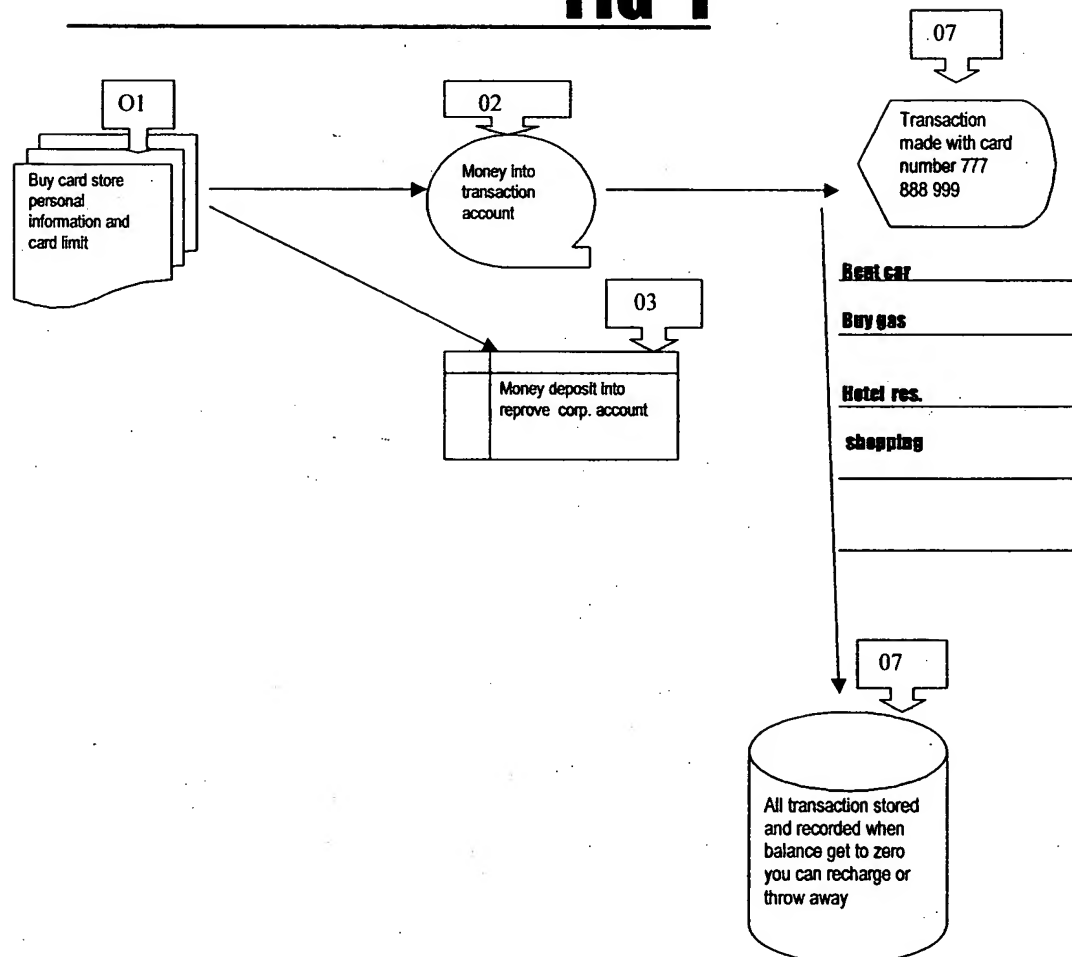 FIG 1
07
O1
02
Transaction
made with card
number 777
888 999
Buy card store
personal
information and
card limit
Money into
transaction
account
Rent car
03
Buy gas
Money deposit into
reprove corp. account
Hotel res.
shopping
07
All transaction stored
and recorded when
balance get to zero
you can recharge or
throw away